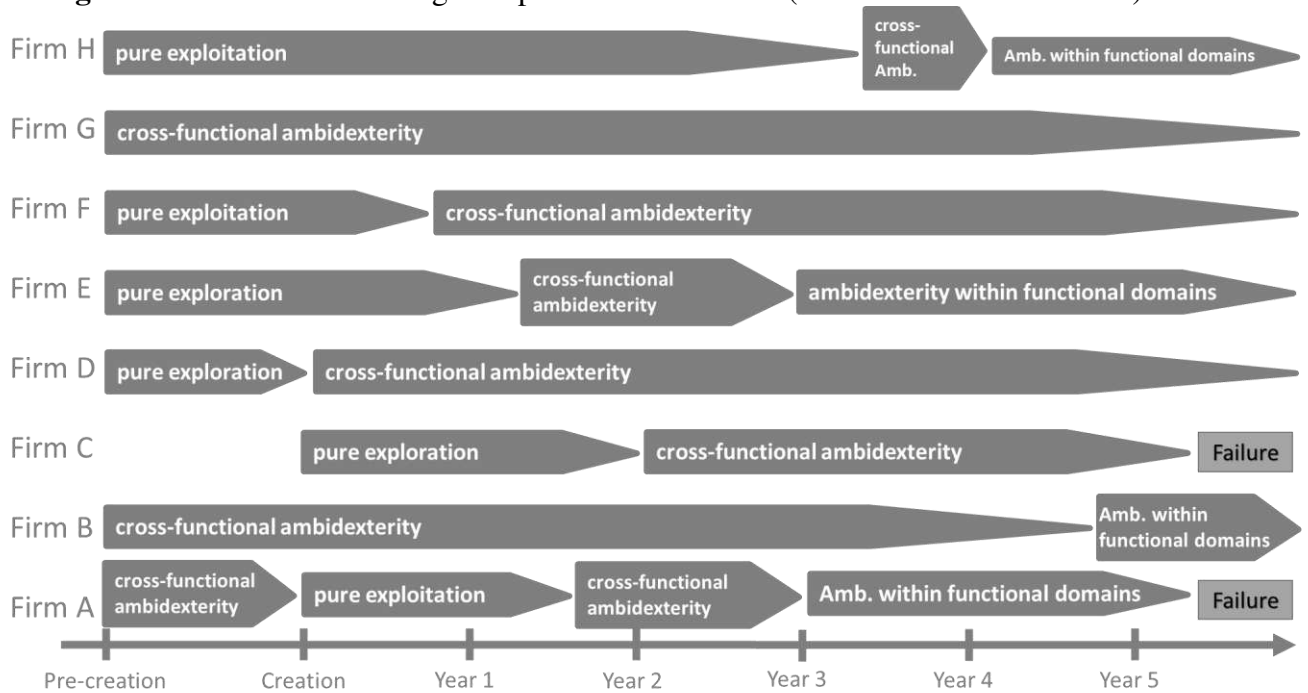 Firm H
pure exploitation
cross-
functional
Amb.
Amb. within functional domains
Firm G
cross-functional ambidexterity
Firm F
pure exploitation
cross-functional ambidexterity
Firm E
pure exploration
cross-functional
ambidexterity
ambidexterity within functional domains
Firm D
pure exploration
cross-functional ambidexterity
Firm C
pure exploration
cross-functional ambidexterity
Failure
Firm B
cross-functional ambidexterity
Amb. within
functional domains
Firm A
cross-functional
ambidexterity
pure exploitation
cross-functional
ambidexterity
Amb. within functional domains
Failure
Pre-creation
Creation
Year 1
Year 2
Year 3
Year 4
Year 5